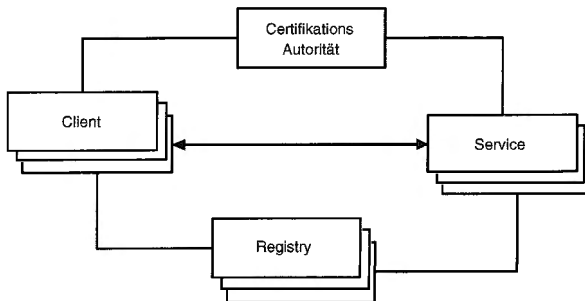 Certifikations
Autorität
Client
Service
Registry